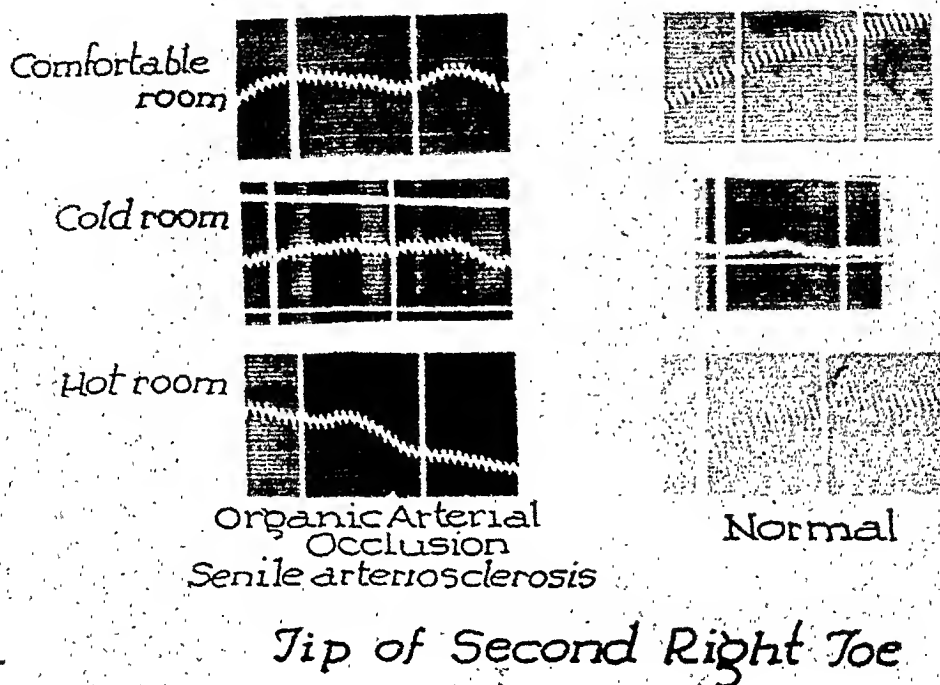 Comfortable
room
Cold room
Hot room
Organic Arterial
Occlusion
Senile arteriosclerosis
Normal
Tip of Second Right Toe